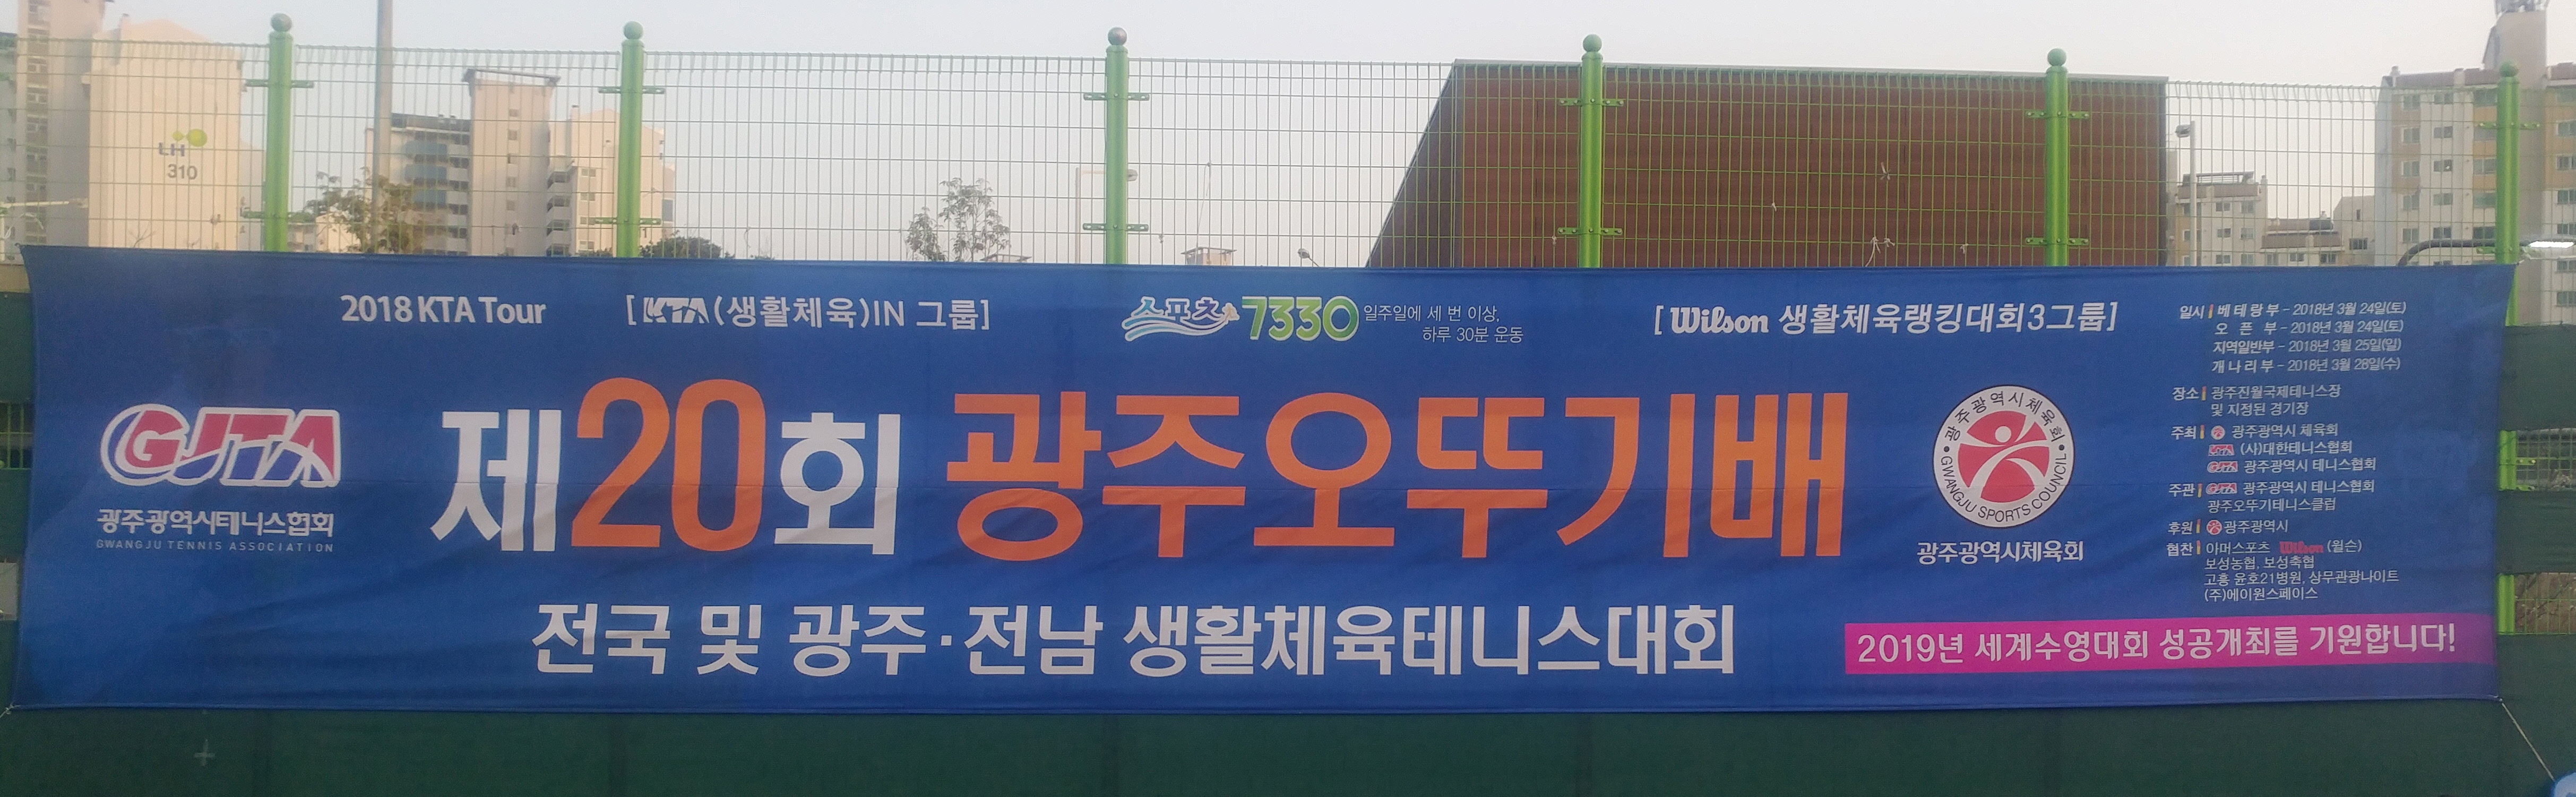 LH
310
2018 KTA Tour
[KTA(생활체육)IN 그룹]
스포츠 7330 일주일에 세 번 이상,
하루 30분 운동
[Wilson 생활체육랭킹대회3그룹]
GJTA
광주광역시테니스협회
GWANGJU TENNIS ASSOCIATION
제20회 광주오뚜기배
전국 및 광주·전남 생활체육테니스대회
광주광역시체육회
GWANGJU SPORTS COUNCIL
광주광역시체육회
일시 베테랑부 - 2018년 3월 24일(토)
오 픈 부 - 2018년 3월 24일(토)
지역일반부 - 2018년 3월 25일(일)
개나리부 - 2018년 3월 28일(수)
장소 광주진월국제테니스장
및 지정된 경기장
주최 광주광역시 체육회
KTA (사)대한테니스협회
GJTA 광주광역시 테니스협회
주관 GJTA 광주광역시 테니스협회
광주오뚜기테니스클럽
후원 광주광역시
협찬 아머스포츠 Wilson (윌슨)
보성농협, 보성축협
고흥 윤호21병원, 상무관광나이트
(주)에이원스페이스
2019년 세계수영대회 성공개최를 기원합니다!